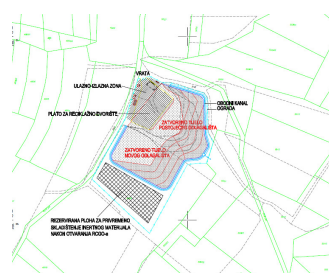 VRATA
ULAZNO-IZLAZNA ZONA
OBODNI KANAL
OGRADA
PLATO ZA RECIKLAŽNO DVORIŠTE
ZATVORENO TIJELO
POSTOJEĆEG ODLAGALIŠTA
ZATVORENO TIJELO
NOVOG ODLAGALIŠTA
REZERVIRANA PLOHA ZA PRIVREMENO
SKLADIŠTENJE INERTNOG MATERIJALA
NAKON OTVARANJA RCGO-a